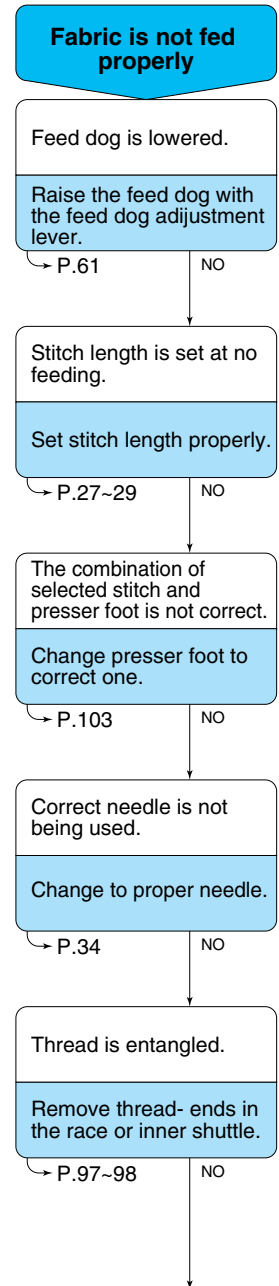 Fabric is not fed
properly
Feed dog is lowered.
Raise the feed dog with
the feed dog adijustment
lever.
P.61
NO
Stitch length is set at no
feeding.
Set stitch length properly.
P.27~29
NO
The combination of
selected stitch and
presser foot is not correct.
Change presser foot to
correct one.
P.103
NO
Correct needle is not
being used.
Change to proper needle.
P.34
NO
Thread is entangled.
Remove thread- ends in
the race or inner shuttle.
P.97~98
NO